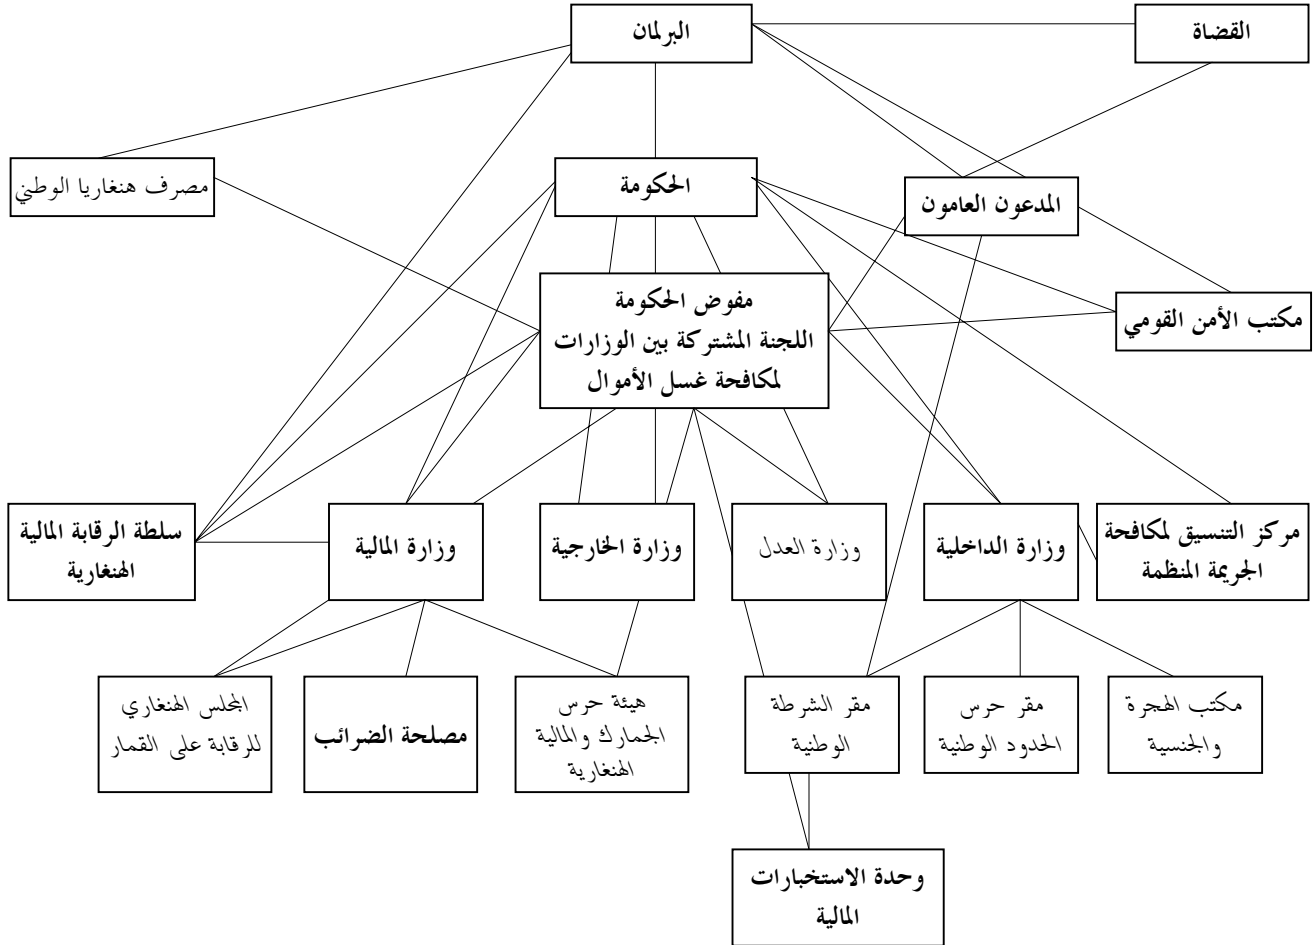 البرلمان
القضاة
مصرف هنغاريا الوطني
الحكومة
المدعون العامون
مفوض الحكومة
اللجنة المشتركة بين الوزارات
لمكافحة غسل الأموال
مكتب الأمن القومي
سلطة الرقابة المالية
الهنغارية
وزارة المالية
وزارة الخارجية
وزارة العدل
وزارة الداخلية
مركز التنسيق لمكافحة
الجريمة المنظمة
المجلس الهنغاري
للرقابة على القمار
مصلحة الضرائب
هيئة حرس
الجمارك والمالية
الهنغارية
مقر الشرطة
الوطنية
مقر حرس
الحدود الوطنية
مكتب الهجرة
والجنسية
وحدة الاستخبارات
المالية